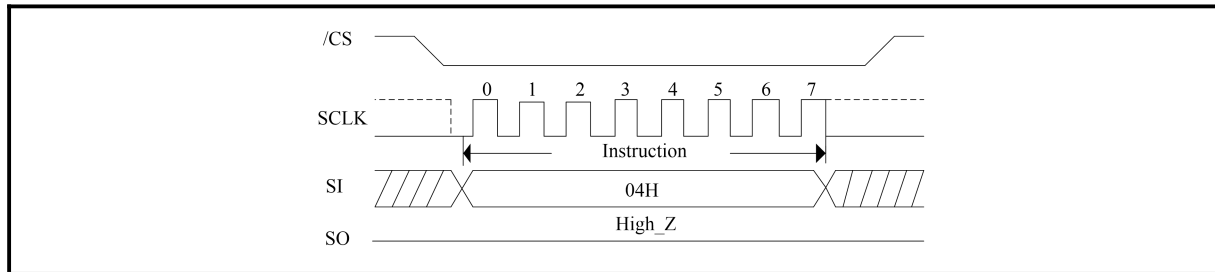 /CS
0 1 2 3 4 5 6 7
SCLK
Instruction
SI
04H
High_Z
SO